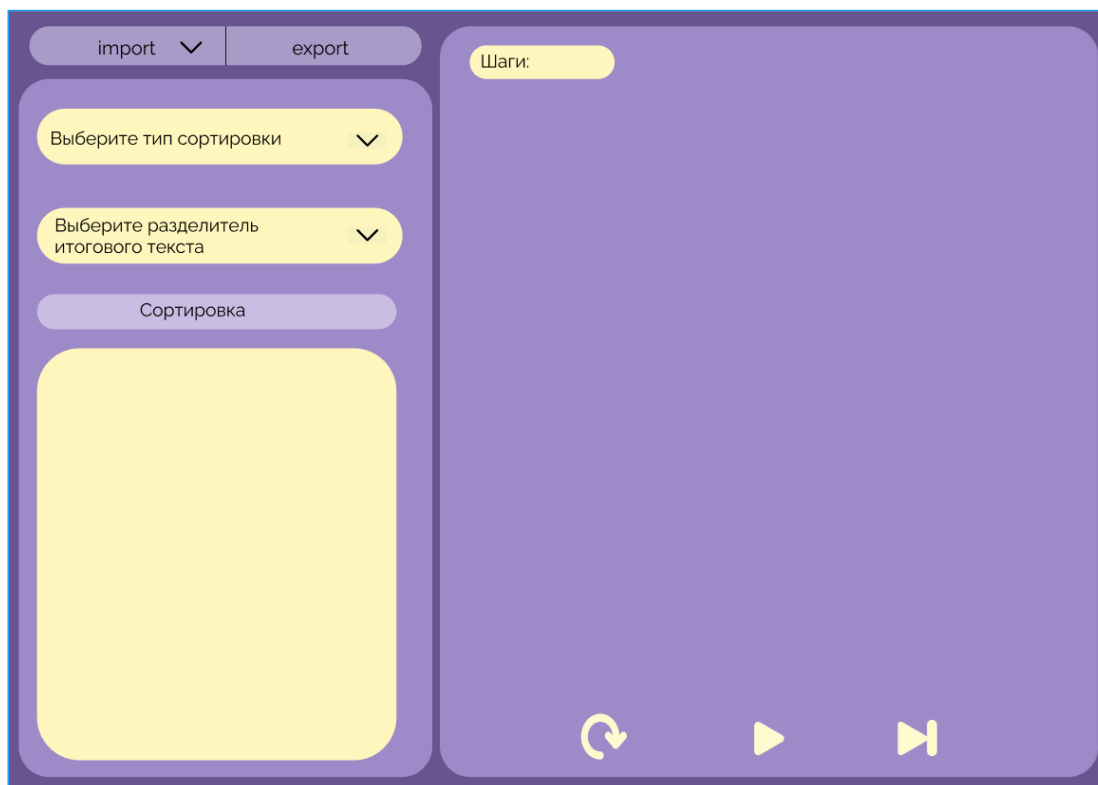 import
export
Шаги:
Выберите тип сортировки
Выберите разделитель
итогового текста
Сортировка